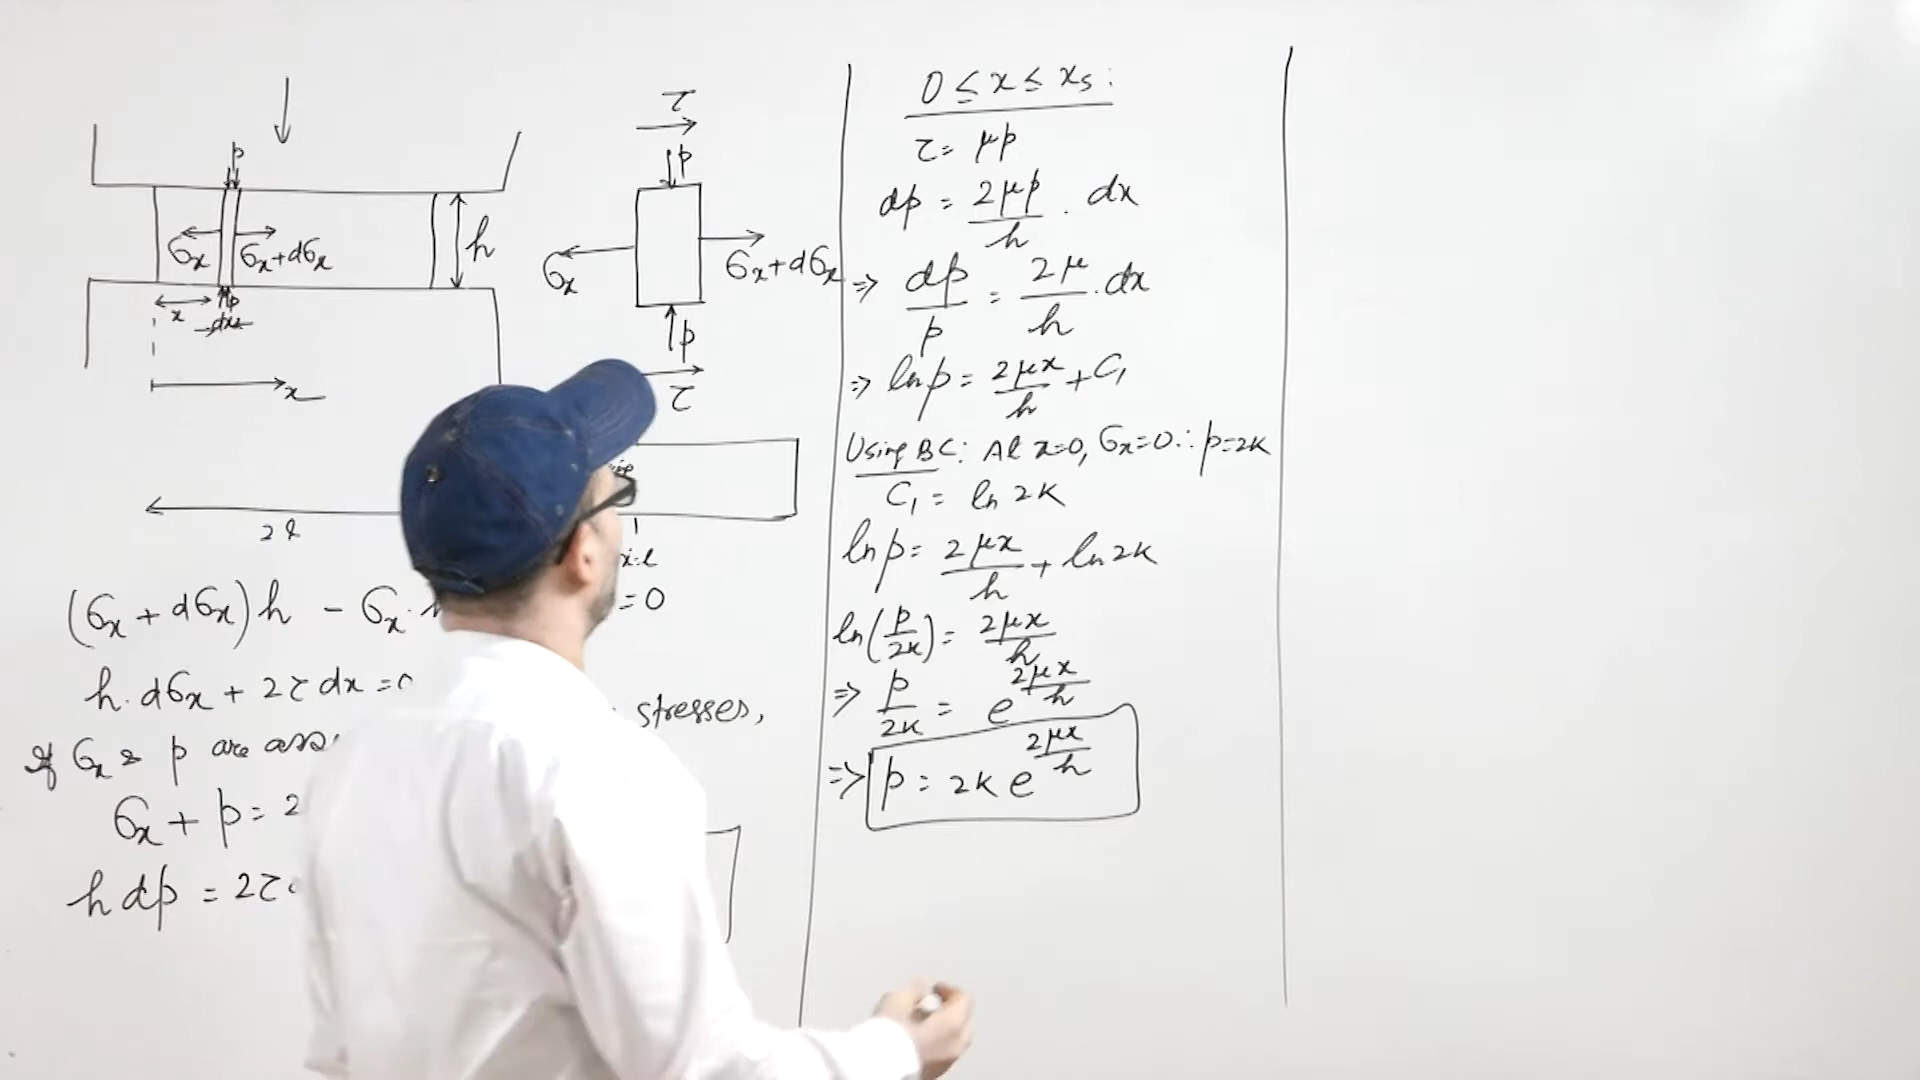 p
σx
σx+dσx
h
x
dx
p
x
τ
p
σx
σx+dσx
p
τ
2l
x=l
(σx + dσx)h - σx. =0
h. dσx + 2τ dx =0
If σx & p are stresses,
σx + p = 2
h dp = 2τ
0 ≤ x ≤ xs :
τ = μp
dp = 2μp/h . dx
⇒ dp/p = 2μ/h . dx
⇒ ln p = 2μx/h + C₁
Using BC: At x=0, σx=0 ∴ p=2K
C₁ = ln 2K
ln p = 2μx/h + ln 2K
ln(p/2K) = 2μx/h
⇒ p/2K = e^(2μx/h)
⇒ p = 2K e^(2μx/h)